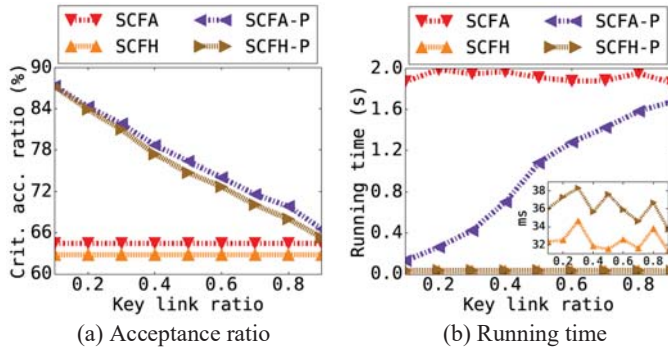 SCFA SCFA-P
SCFH SCFH-P
Crit. acc. ratio (%)
90
84
78
72
66
60
0.2 0.4 0.6 0.8
Key link ratio
(a) Acceptance ratio
SCFA SCFA-P
SCFH SCFH-P
Running time (s)
2.0
1.6
1.2
0.8
0.4
0.0
ms
38
36
34
32
0.2 0.4 0.6 0.8
0.2 0.4 0.6 0.8
Key link ratio
(b) Running time